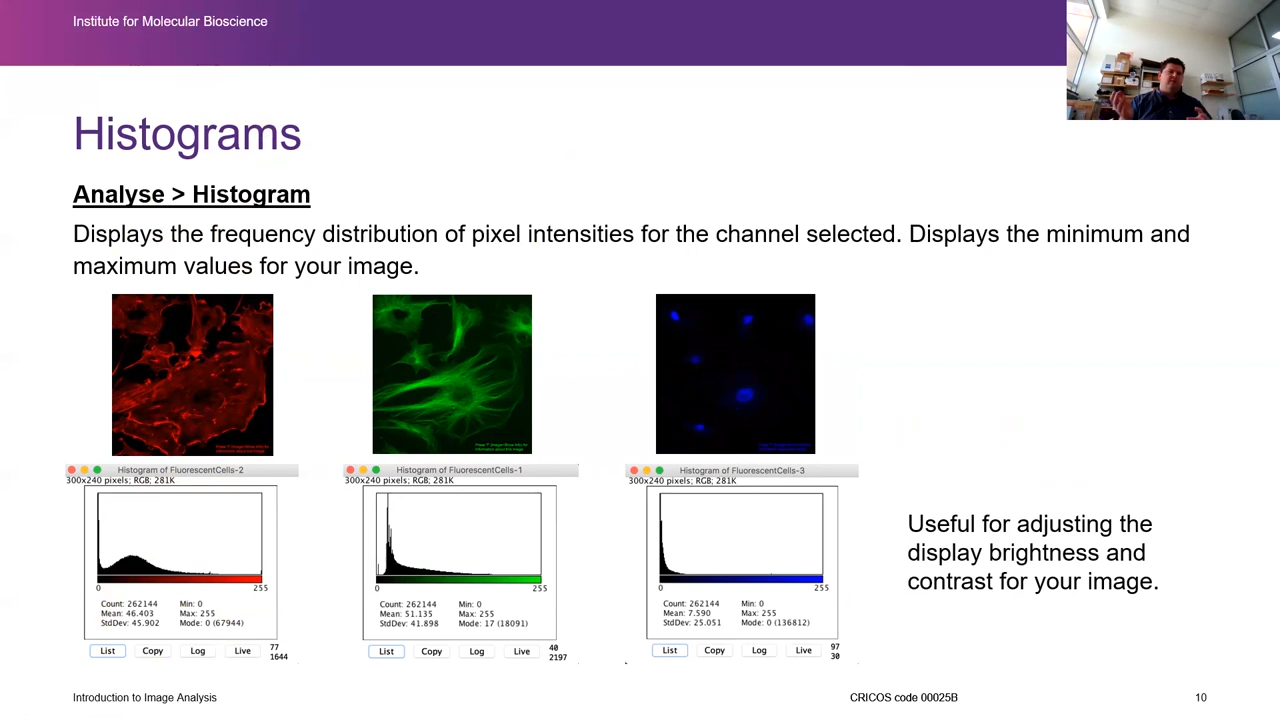 Institute for Molecular Bioscience
Histograms
Analyse > Histogram
Displays the frequency distribution of pixel intensities for the channel selected. Displays the minimum and
maximum values for your image.
Histogram of FluorescentCells-2
300x240 pixels; RGB; 281K
0 255
Count: 262144 Min: 0
Mean: 46.403 Max: 255
StdDev: 45.902 Mode: 0 (67944)
List Copy Log Live 77
1644
Histogram of FluorescentCells-1
300x240 pixels; RGB; 281K
0 255
Count: 262144 Min: 0
Mean: 51.135 Max: 255
StdDev: 41.898 Mode: 17 (18091)
List Copy Log Live 40
2197
Histogram of FluorescentCells-3
300x240 pixels; RGB; 281K
0 255
Count: 262144 Min: 0
Mean: 7.590 Max: 255
StdDev: 25.051 Mode: 0 (136812)
List Copy Log Live 97
30
Useful for adjusting the
display brightness and
contrast for your image.
Introduction to Image Analysis
CRICOS code 00025B
10